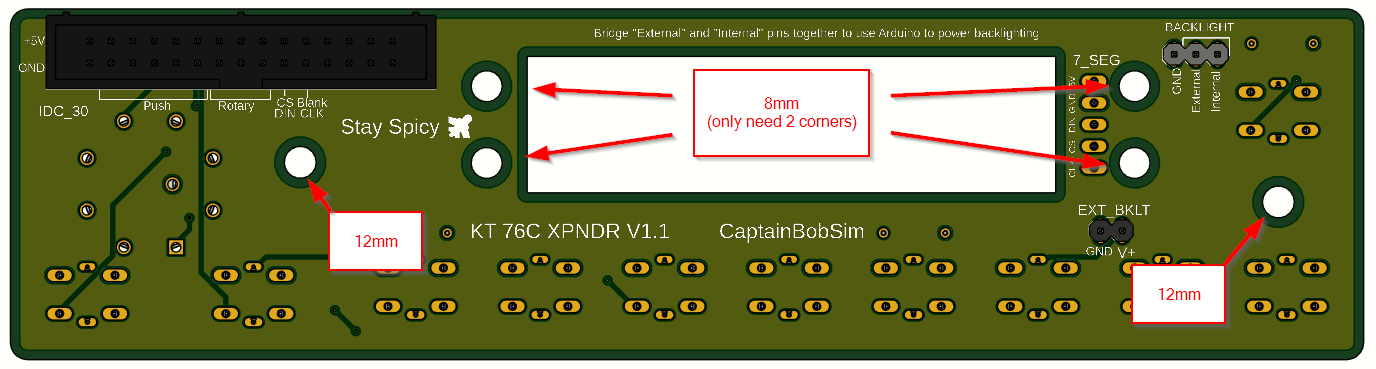 Bridge "External" and "Internal" pins together to use Arduino to power backlighting
BACKLIGHT
+5V
GND
7_SEG
5V
GND
DIN
CS
CLK
GND
External
Internal
8mm
(only need 2 corners)
IDC_30
Push
Rotary
CS Blank
DIN CLK
Stay Spicy
12mm
KT 76C XPNDR V1.1
CaptainBobSim
EXT_BKLT
GND V+
12mm